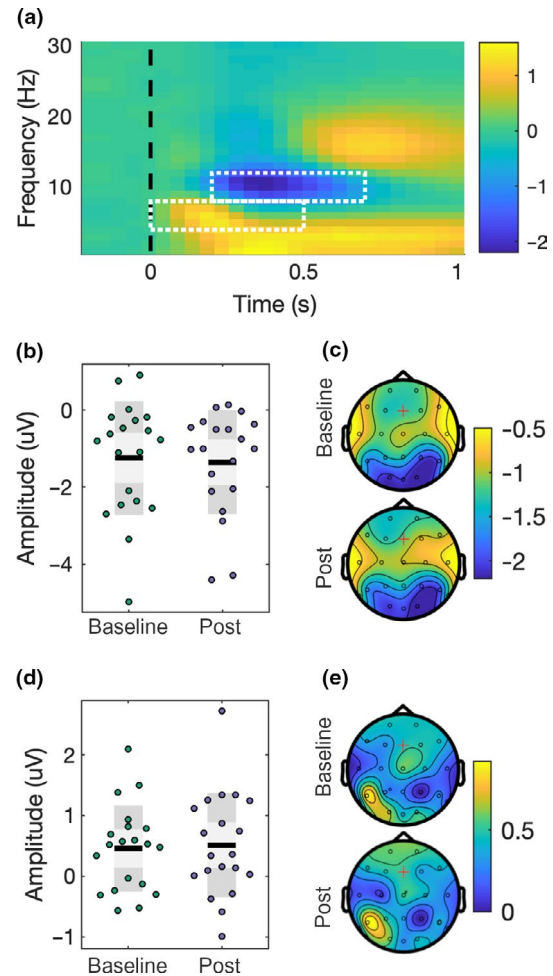 (a)
Frequency (Hz)
30
20
10
0
0.5
1
Time (s)
1
0
−1
−2
(b)
Amplitude (uV)
0
−2
−4
Baseline
Post
(c)
Baseline
Post
−0.5
−1
−1.5
−2
(d)
Amplitude (uV)
2
1
0
−1
Baseline
Post
(e)
Baseline
Post
0.5
0